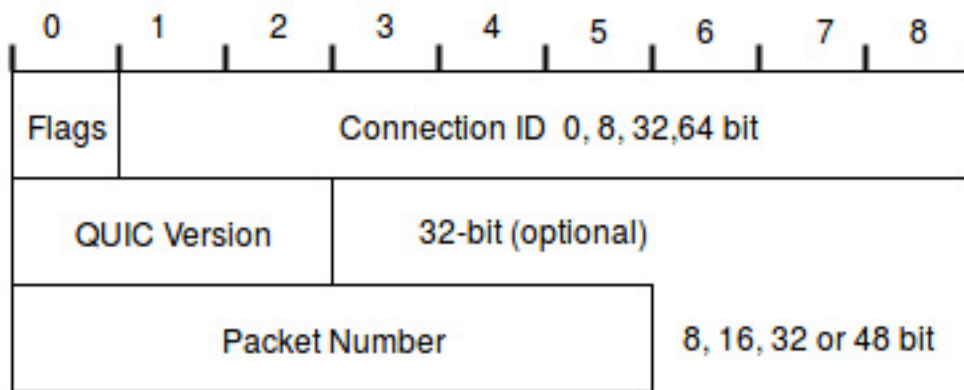 0 1 2 3 4 5 6 7 8
Flags Connection ID 0, 8, 32,64 bit
QUIC Version 32-bit (optional)
Packet Number 8, 16, 32 or 48 bit